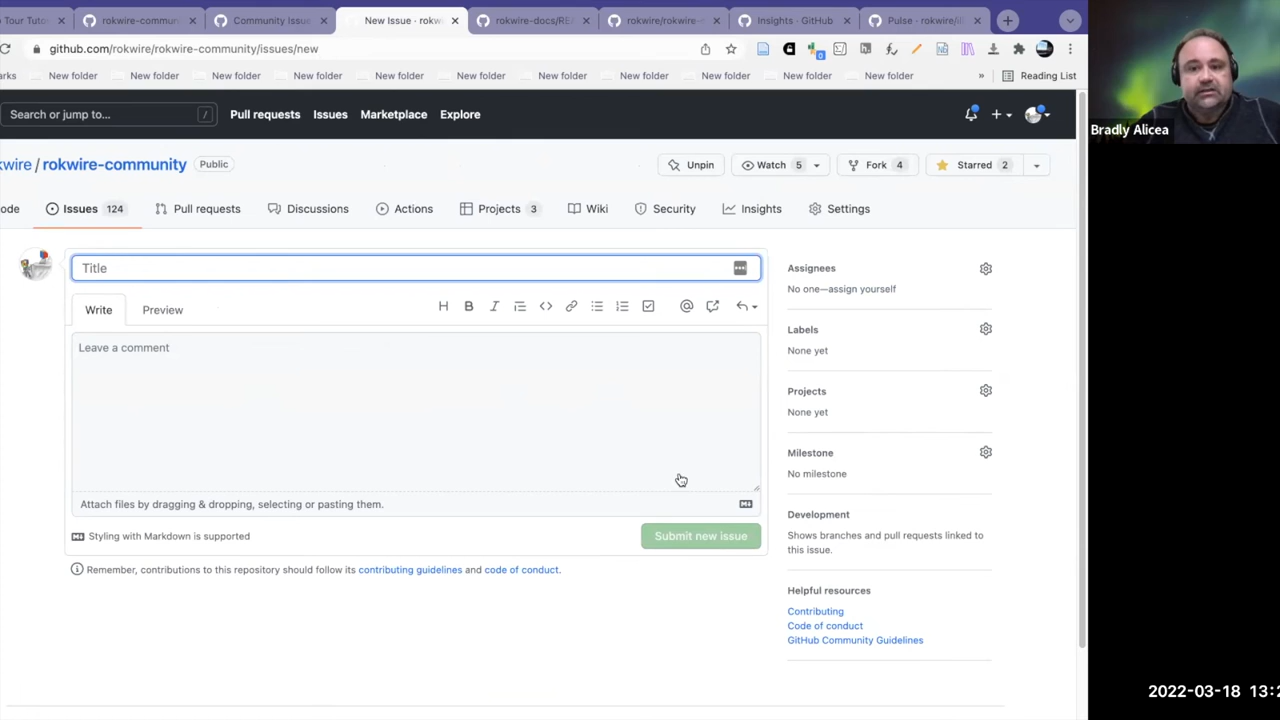 Tour Tuto
rokwire-commun
Community Issue
New Issue · rokw
rokwire-docs/REA
rokwire/rokwire-s
Insights · GitHub
Pulse · rokwire/ill
github.com/rokwire/rokwire-community/issues/new
arks
New folder
New folder
New folder
New folder
New folder
New folder
New folder
New folder
New folder
New folder
New folder
»
Reading List
Search or jump to...
/
Pull requests
Issues
Marketplace
Explore
Bradly Alicea
kwire / rokwire-community
Public
Unpin
Watch 5
Fork 4
Starred 2
ode
Issues 124
Pull requests
Discussions
Actions
Projects 3
Wiki
Security
Insights
Settings
Title
Write
Preview
Leave a comment
Attach files by dragging & dropping, selecting or pasting them.
Styling with Markdown is supported
Submit new issue
Remember, contributions to this repository should follow its contributing guidelines and code of conduct.
Assignees
No one—assign yourself
Labels
None yet
Projects
None yet
Milestone
No milestone
Development
Shows branches and pull requests linked to
this issue.
Helpful resources
Contributing
Code of conduct
GitHub Community Guidelines
2022-03-18 13:2